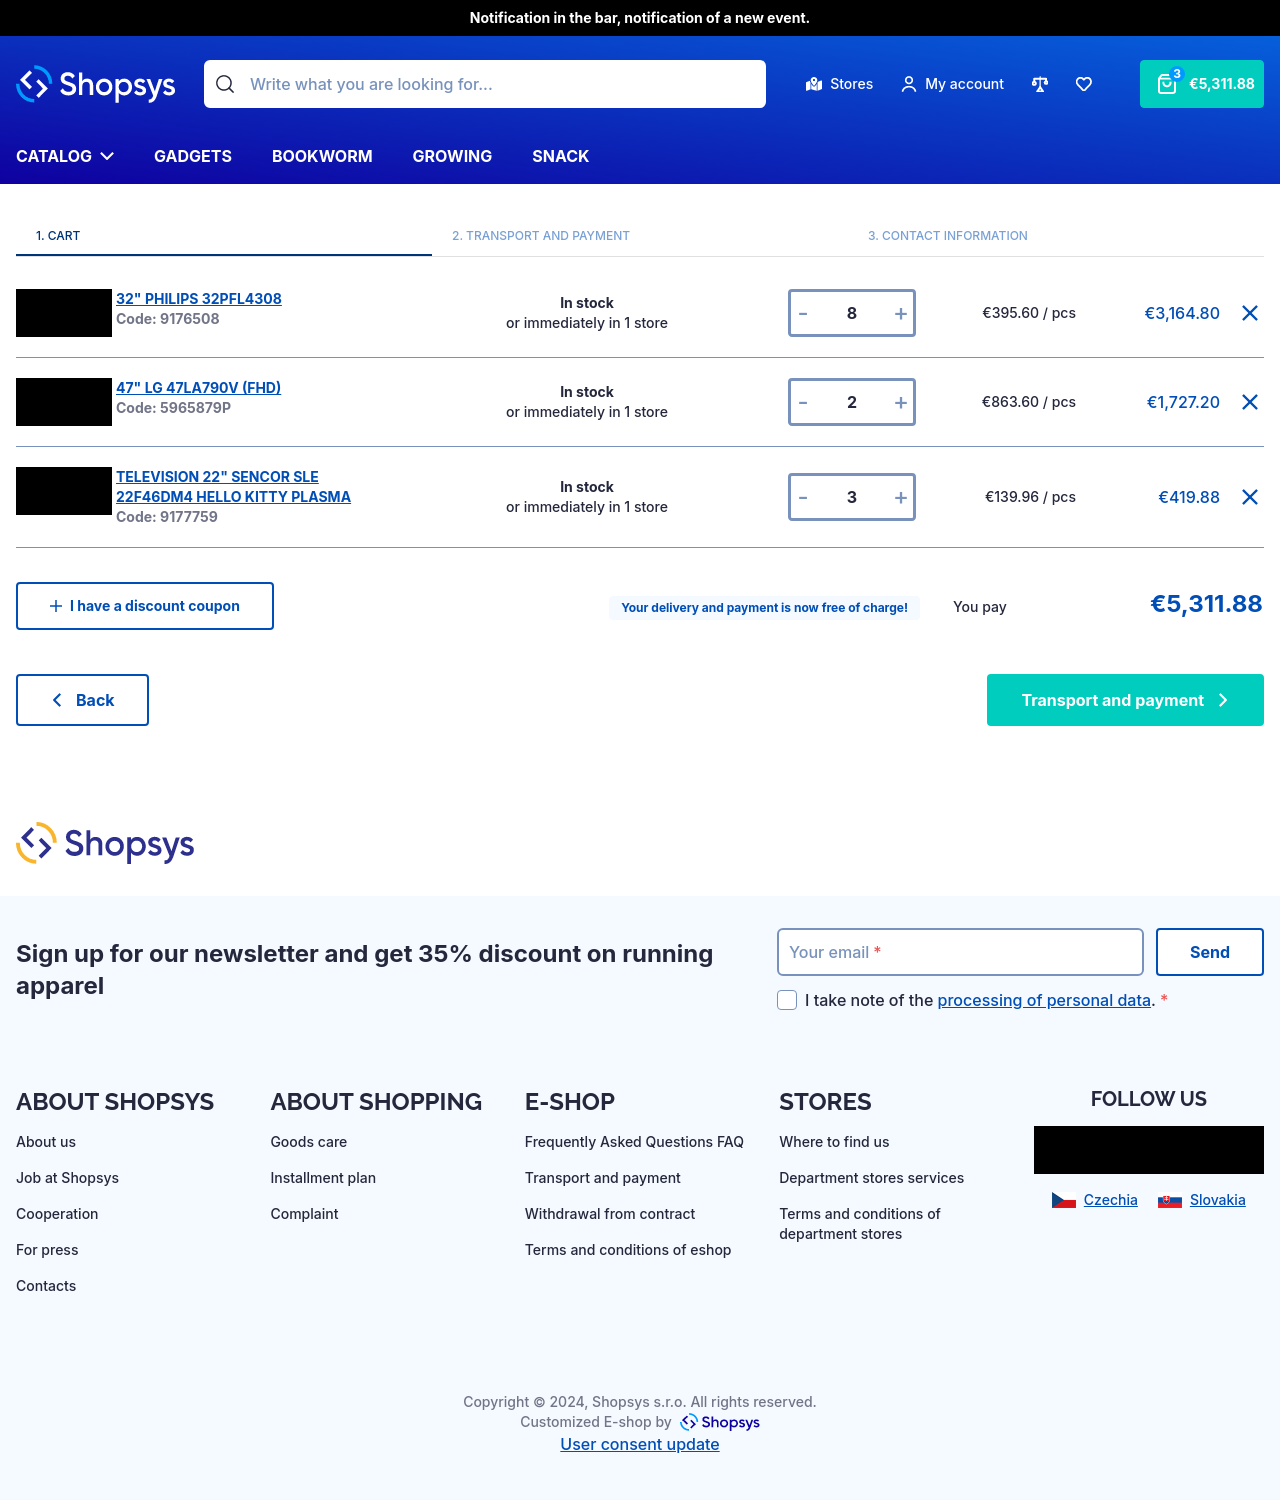 Notification in the bar, notification of a new event.
Shopsys
Write what you are looking for...
Stores
My account
3
€5,311.88
CATALOG
GADGETS
BOOKWORM
GROWING
SNACK
1. CART
2. TRANSPORT AND PAYMENT
3. CONTACT INFORMATION
32" PHILIPS 32PFL4308
Code: 9176508
In stock
or immediately in 1 store
- 8 +
€395.60 / pcs
€3,164.80
47" LG 47LA790V (FHD)
Code: 5965879P
In stock
or immediately in 1 store
- 2 +
€863.60 / pcs
€1,727.20
TELEVISION 22" SENCOR SLE
22F46DM4 HELLO KITTY PLASMA
Code: 9177759
In stock
or immediately in 1 store
- 3 +
€139.96 / pcs
€419.88
I have a discount coupon
Your delivery and payment is now free of charge!
You pay
€5,311.88
Back
Transport and payment
Shopsys
Sign up for our newsletter and get 35% discount on running
apparel
Your email *
Send
I take note of the processing of personal data. *
ABOUT SHOPSYS
About us
Job at Shopsys
Cooperation
For press
Contacts
ABOUT SHOPPING
Goods care
Installment plan
Complaint
E-SHOP
Frequently Asked Questions FAQ
Transport and payment
Withdrawal from contract
Terms and conditions of eshop
STORES
Where to find us
Department stores services
Terms and conditions of
department stores
FOLLOW US
Czechia
Slovakia
Copyright © 2024, Shopsys s.r.o. All rights reserved.
Customized E-shop by Shopsys
User consent update